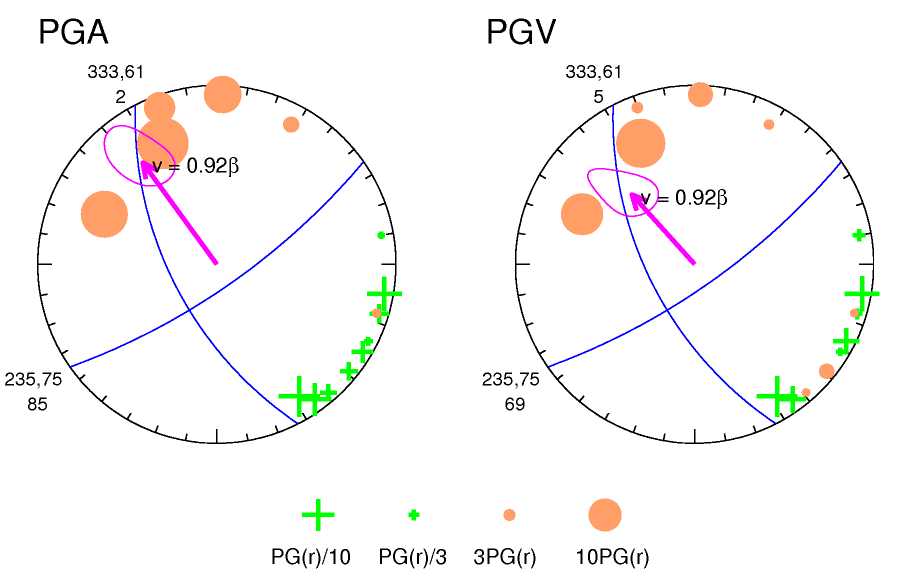 PGA
PGV
333,61
2
333,61
5
v = 0.92β
v = 0.92β
235,75
85
235,75
69
PG(r)/10 PG(r)/3 3PG(r) 10PG(r)